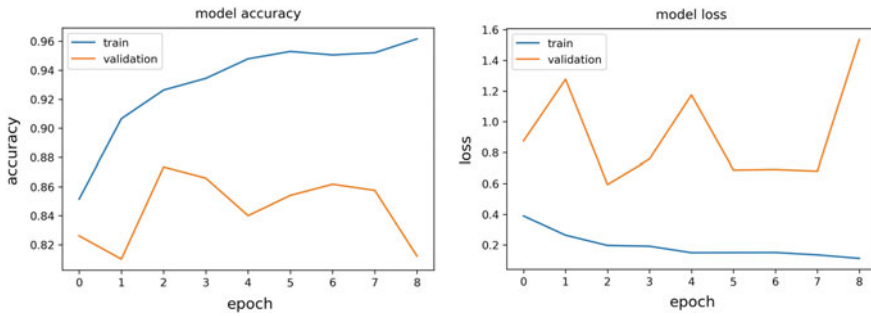 model accuracy
train
validation
0.96
0.94
0.92
0.90
0.88
0.86
0.84
0.82
accuracy
0 1 2 3 4 5 6 7 8
epoch
model loss
train
validation
1.6
1.4
1.2
1.0
0.8
0.6
0.4
0.2
loss
0 1 2 3 4 5 6 7 8
epoch